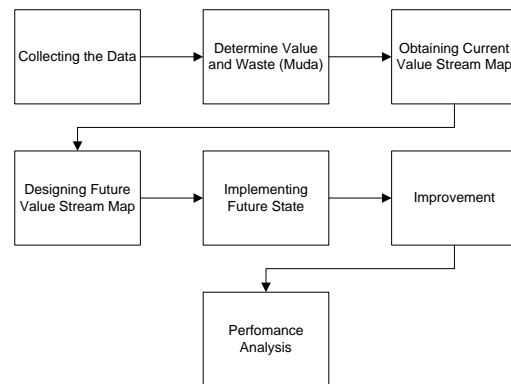 Collecting the Data
Determine Value
and Waste (Muda)
Obtaining Current
Value Stream Map
Designing Future
Value Stream Map
Implementing
Future State
Improvement
Perfomance
Analysis